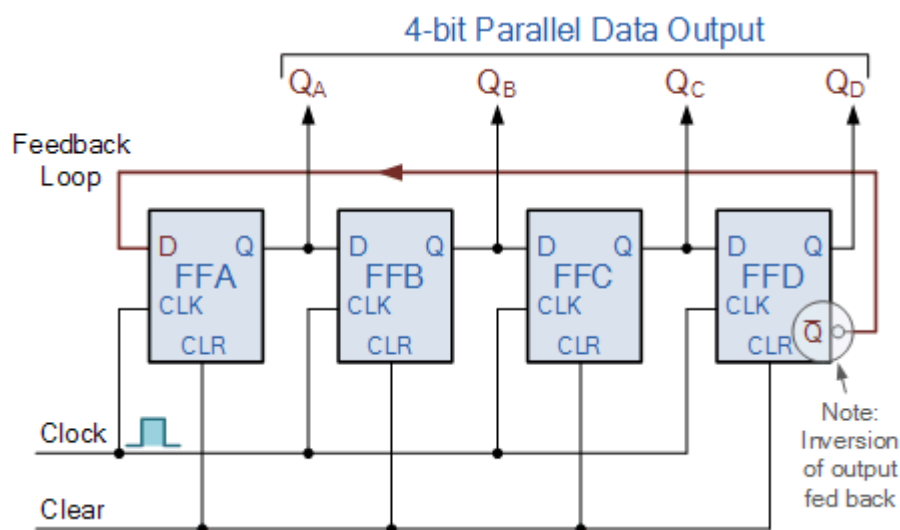 4-bit Parallel Data Output
QA QB QC QD
Feedback
Loop
D Q D Q D Q D Q
FFA FFB FFC FFD
CLK CLK CLK CLK
Q̅
CLR CLR CLR CLR
Note:
Inversion
of output
fed back
Clock
Clear